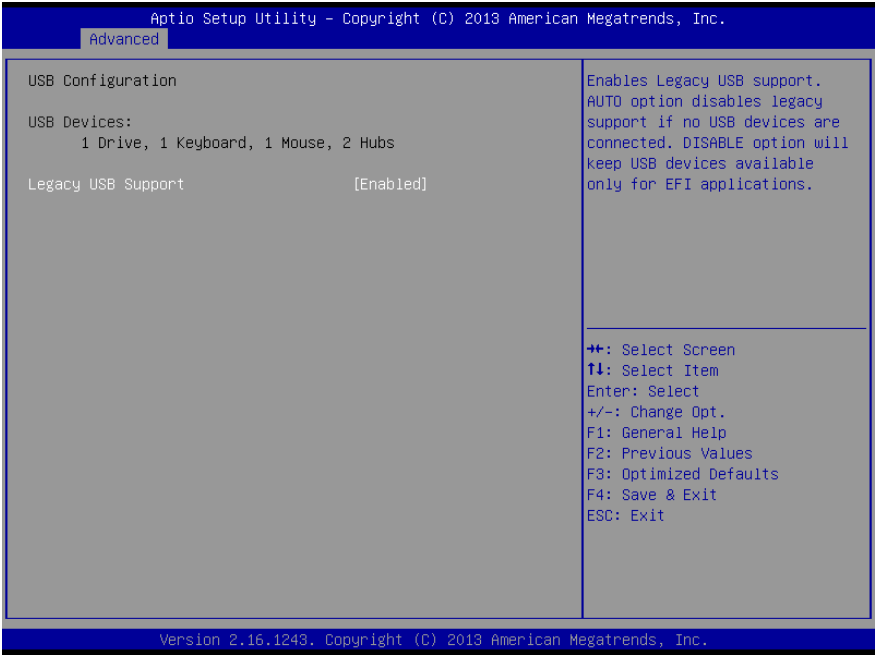 Aptio Setup Utility – Copyright (C) 2013 American Megatrends, Inc.
Advanced
USB Configuration
USB Devices:
1 Drive, 1 Keyboard, 1 Mouse, 2 Hubs
Legacy USB Support [Enabled]
Enables Legacy USB support.
AUTO option disables legacy
support if no USB devices are
connected. DISABLE option will
keep USB devices available
only for EFI applications.
→←: Select Screen
↑↓: Select Item
Enter: Select
+/-: Change Opt.
F1: General Help
F2: Previous Values
F3: Optimized Defaults
F4: Save & Exit
ESC: Exit
Version 2.16.1243. Copyright (C) 2013 American Megatrends, Inc.